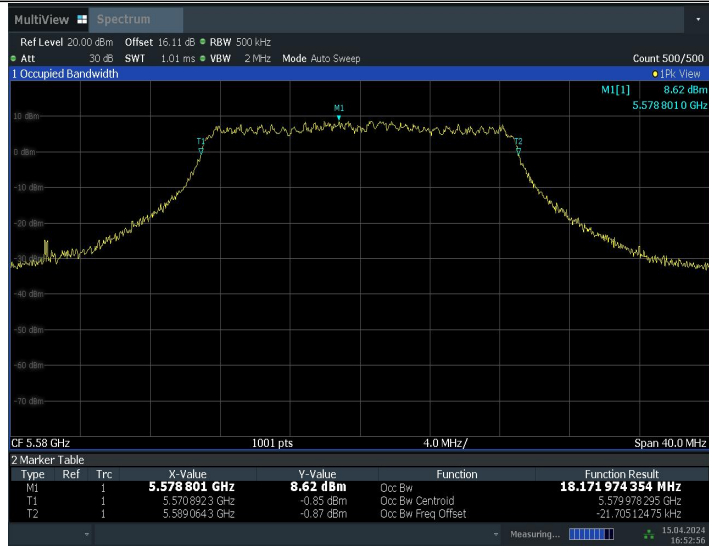 MultiView Spectrum
Ref Level 20.00 dBm Offset 16.11 dB RBW 500 kHz
Att 30 dB SWT 1.01 ms VBW 2 MHz Mode Auto Sweep Count 500/500
1 Occupied Bandwidth 1Pk View
M1[1] 8.62 dBm
5.578 801 0 GHz
M1
10 dBm
T1 T2
0 dBm
-10 dBm
-20 dBm
-30 dBm
-40 dBm
-50 dBm
-60 dBm
-70 dBm
CF 5.58 GHz 1001 pts 4.0 MHz/ Span 40.0 MHz
2 Marker Table
Type Ref Trc X-Value Y-Value Function Function Result
M1 1 5.578 801 GHz 8.62 dBm Occ Bw 18.171 974 354 MHz
T1 1 5.570 892 3 GHz -0.85 dBm Occ Bw Centroid 5.579 978 295 GHz
T2 1 5.589 064 3 GHz -0.87 dBm Occ Bw Freq Offset -21.705 124 75 kHz
Measuring... 15.04.2024
16:52:56